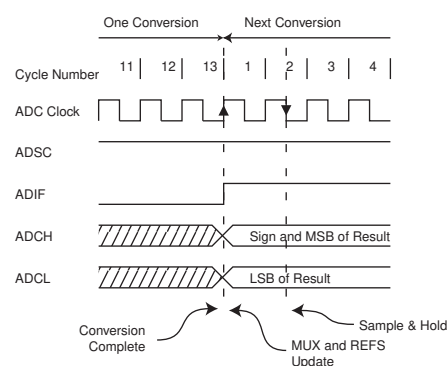 One Conversion Next Conversion
Cycle Number 11 12 13 1 2 3 4
ADC Clock
ADSC
ADIF
ADCH Sign and MSB of Result
ADCL LSB of Result
Conversion
Complete
MUX and REFS
Update
Sample & Hold